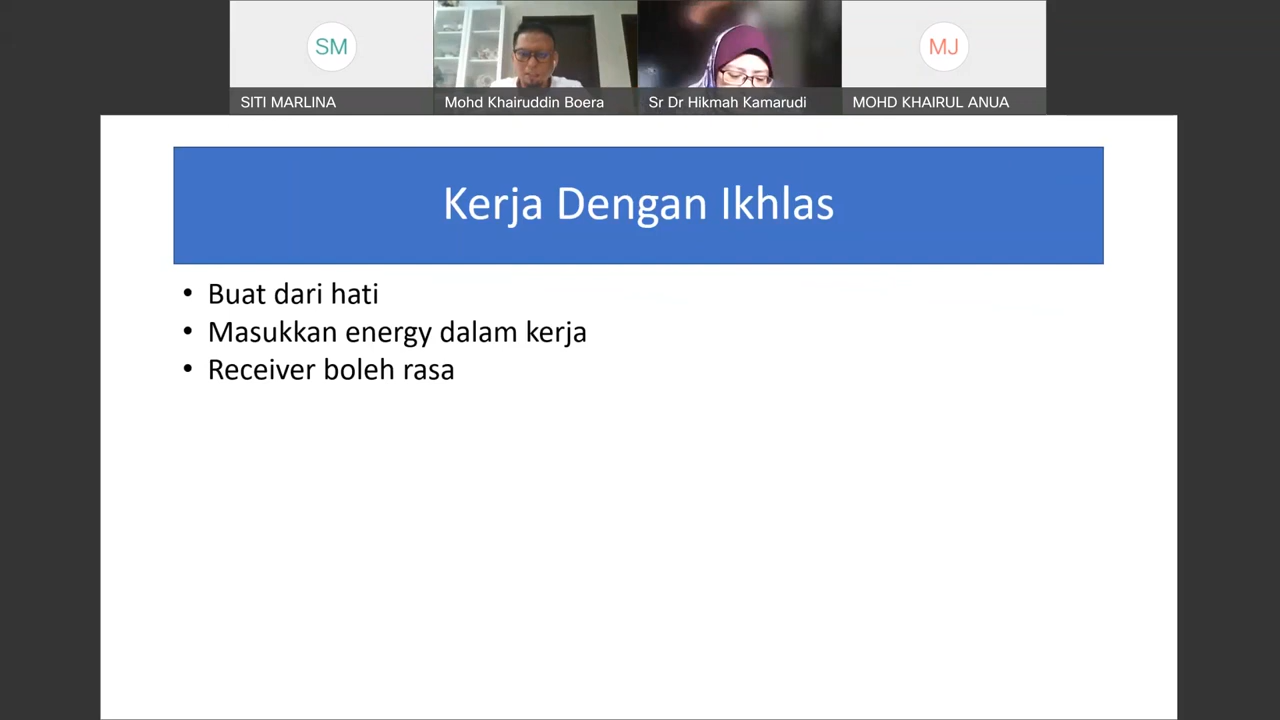 SM
MJ
SITI MARLINA
Mohd Khairuddin Boera
Sr Dr Hikmah Kamarudi
MOHD KHAIRUL ANUA
Kerja Dengan Ikhlas
• Buat dari hati
• Masukkan energy dalam kerja
• Receiver boleh rasa